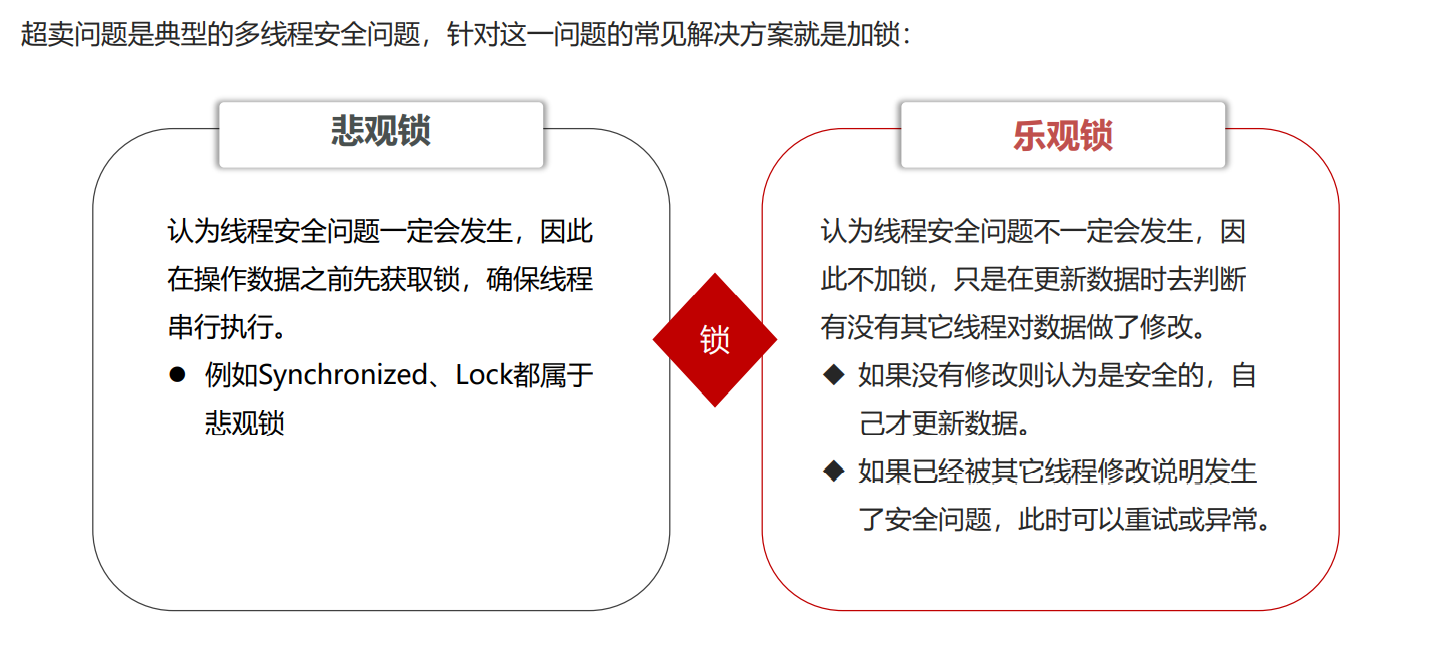 超卖问题是典型的多线程安全问题，针对这一问题的常见解决方案就是加锁：
悲观锁
认为线程安全问题一定会发生，因此
在操作数据之前先获取锁，确保线程
串行执行。
● 例如Synchronized、Lock都属于
悲观锁
锁
乐观锁
认为线程安全问题不一定会发生，因
此不加锁，只是在更新数据时去判断
有没有其它线程对数据做了修改。
◆ 如果没有修改则认为是安全的，自
己才更新数据。
◆ 如果已经被其它线程修改说明发生
了安全问题，此时可以重试或异常。